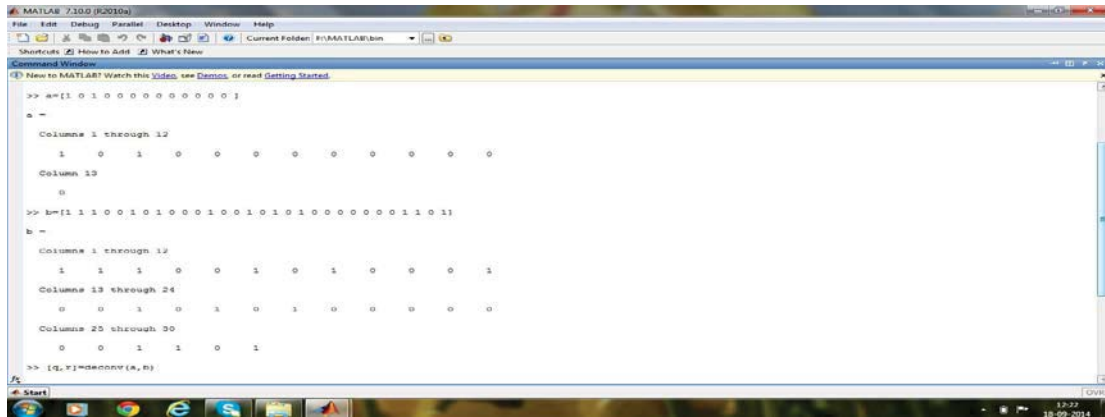 MATLAB 7.10.0 (R2010a)
File Edit Debug Parallel Desktop Window Help
Current Folder: F:\MATLAB\bin
Shortcuts How to Add What's New
Command Window
New to MATLAB? Watch this Video, see Demos, or read Getting Started.
>> a=[1 0 1 0 0 0 0 0 0 0 0 0 0 ]
a =
Columns 1 through 12
1 0 1 0 0 0 0 0 0 0 0 0
Column 13
0
>> b=[1 1 1 0 0 1 0 1 0 0 0 1 0 0 1 0 1 0 1 0 0 0 0 0 0 0 1 1 0 1]
b =
Columns 1 through 12
1 1 1 0 0 1 0 1 0 0 0 1
Columns 13 through 24
0 0 1 0 1 0 1 0 0 0 0 0
Columns 25 through 30
0 0 1 1 0 1
>> [q,r]=deconv(a,b)
fx
Start
OVR
12:22
18-09-2014